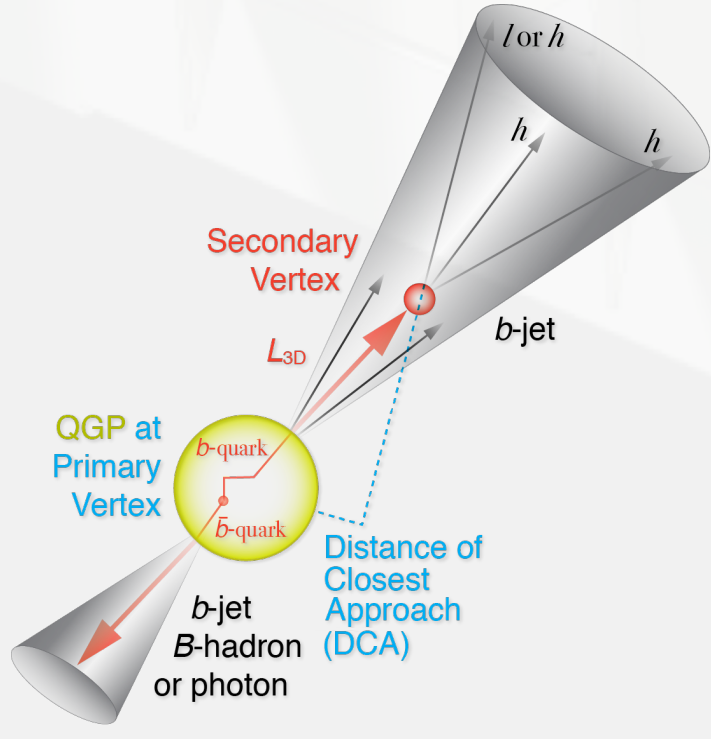 l or h
h
h
Secondary
Vertex
b-jet
L3D
QGP at
Primary
Vertex
b-quark
b̄-quark
Distance of
Closest
Approach
(DCA)
b-jet
B-hadron
or photon